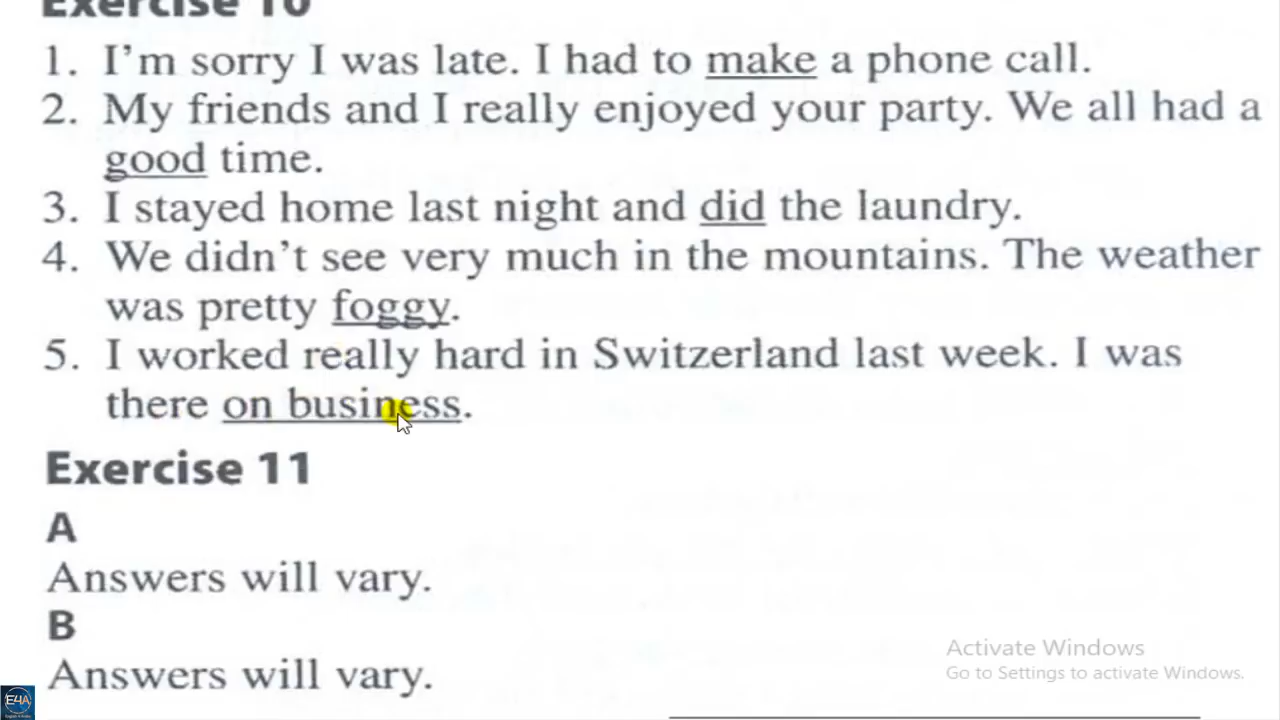 Exercise 10
1. I'm sorry I was late. I had to make a phone call.
2. My friends and I really enjoyed your party. We all had a
good time.
3. I stayed home last night and did the laundry.
4. We didn't see very much in the mountains. The weather
was pretty foggy.
5. I worked really hard in Switzerland last week. I was
there on business.
Exercise 11
A
Answers will vary.
B
Answers will vary.
Activate Windows
Go to Settings to activate Windows.
E4A